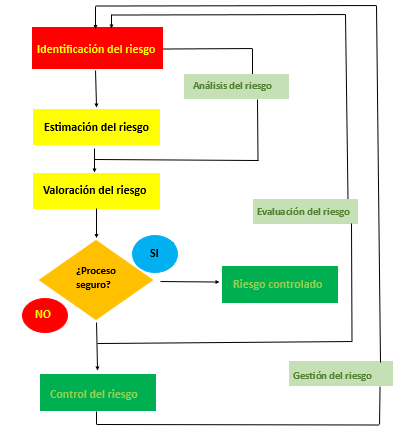 Identificación del riesgo
Análisis del riesgo
Estimación del riesgo
Valoración del riesgo
Evaluación del riesgo
¿Proceso
seguro?
SI
NO
Riesgo controlado
Gestión del riesgo
Control del riesgo